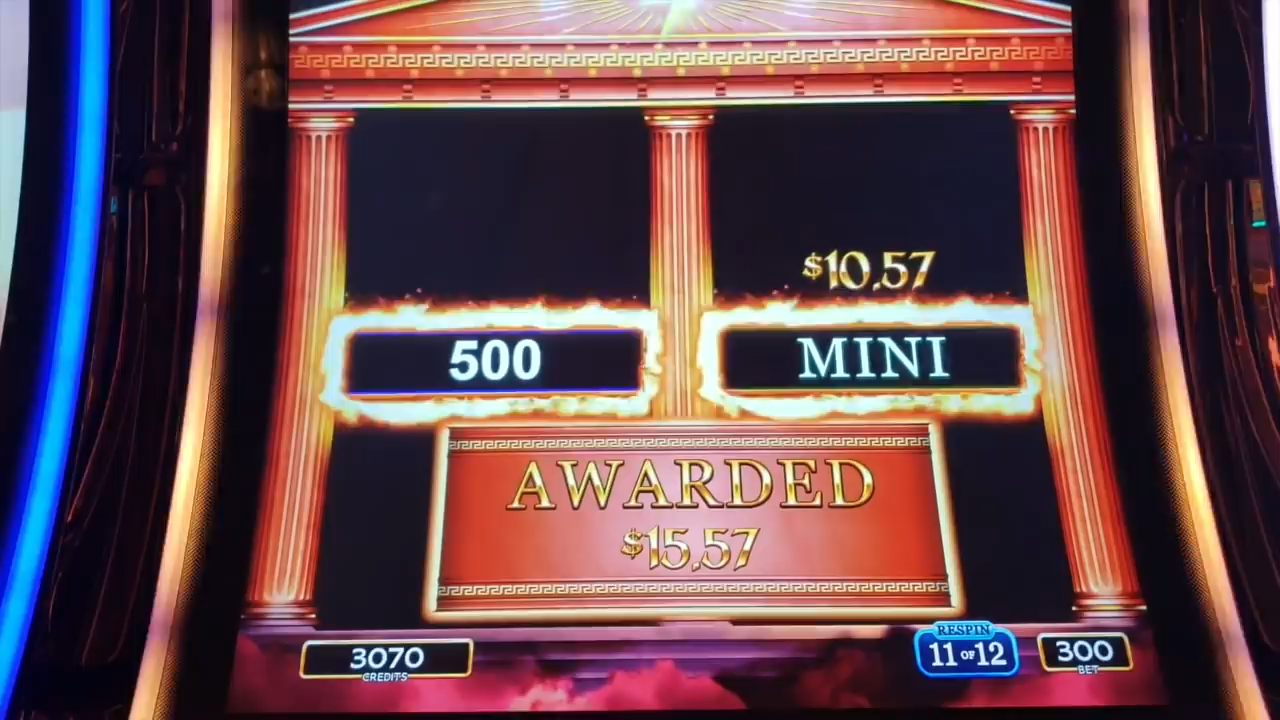 $10.57
500
MINI
AWARDED
$15.57
3070
CREDITS
RESPIN
11 OF 12
300
BET